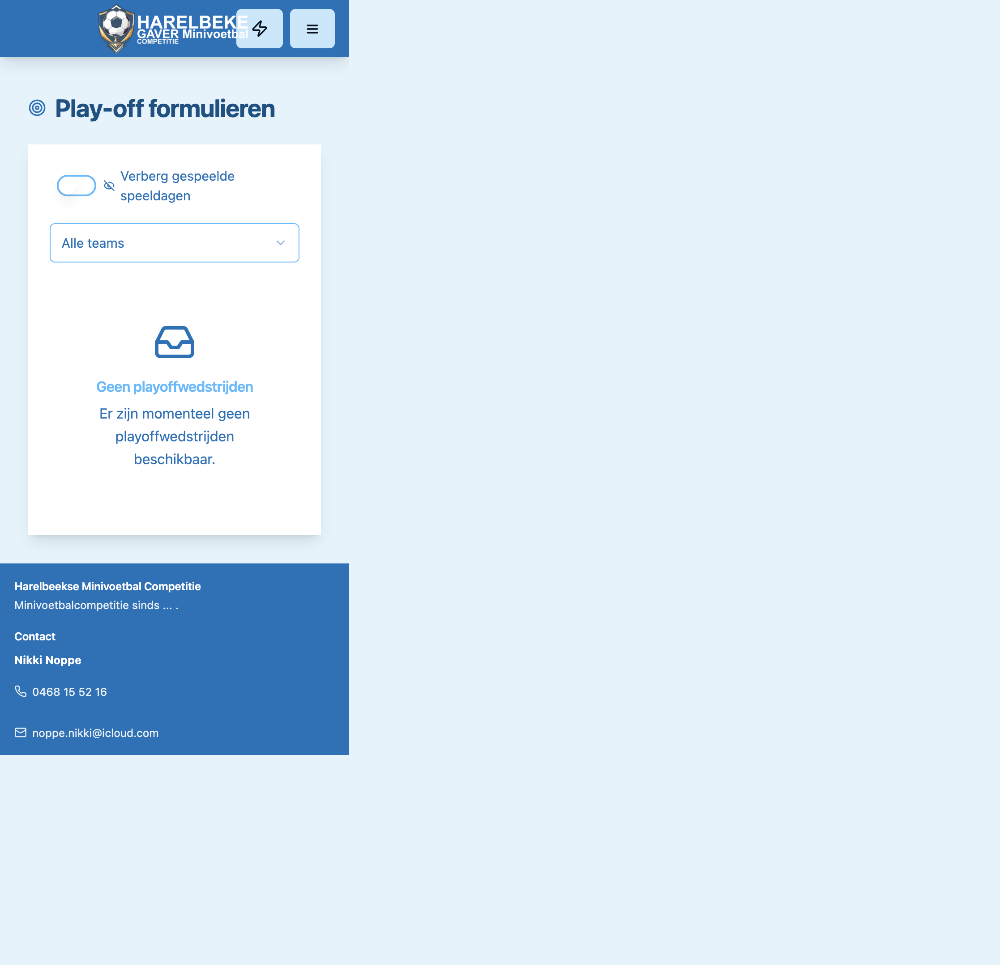 HARELBEKE
GAVER Minivoetbal
COMPETITIE
Play-off formulieren
Verberg gespeelde
speeldagen
Alle teams
Geen playoffwedstrijden
Er zijn momenteel geen
playoffwedstrijden
beschikbaar.
Harelbeekse Minivoetbal Competitie
Minivoetbalcompetitie sinds ... .
Contact
Nikki Noppe
0468 15 52 16
noppe.nikki@icloud.com